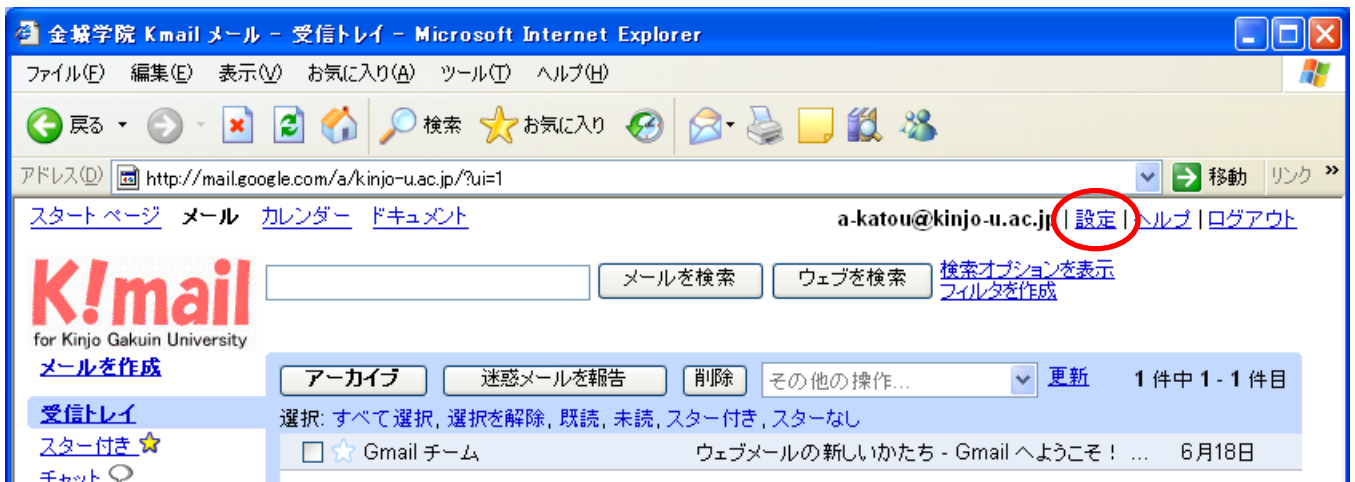 金城学院 Kmail メール - 受信トレイ - Microsoft Internet Explorer
ファイル(F) 編集(E) 表示(V) お気に入り(A) ツール(T) ヘルプ(H)
戻る 検索 お気に入り
アドレス(D) http://mail.google.com/a/kinjo-u.ac.jp/?ui=1 移動 リンク »
スタート ページ メール カレンダー ドキュメント a-katou@kinjo-u.ac.jp | 設定 | ヘルプ | ログアウト
K!mail メールを検索 ウェブを検索 検索オプションを表示
フィルタを作成
for Kinjo Gakuin University
メールを作成
アーカイブ 迷惑メールを報告 削除 その他の操作... 更新 1 件中 1 - 1 件目
受信トレイ
選択: すべて選択, 選択を解除, 既読, 未読, スター付き, スターなし
スター付き
Gmail チーム ウェブメールの新しいかたち - Gmail へようこそ! ... 6月18日
チャット